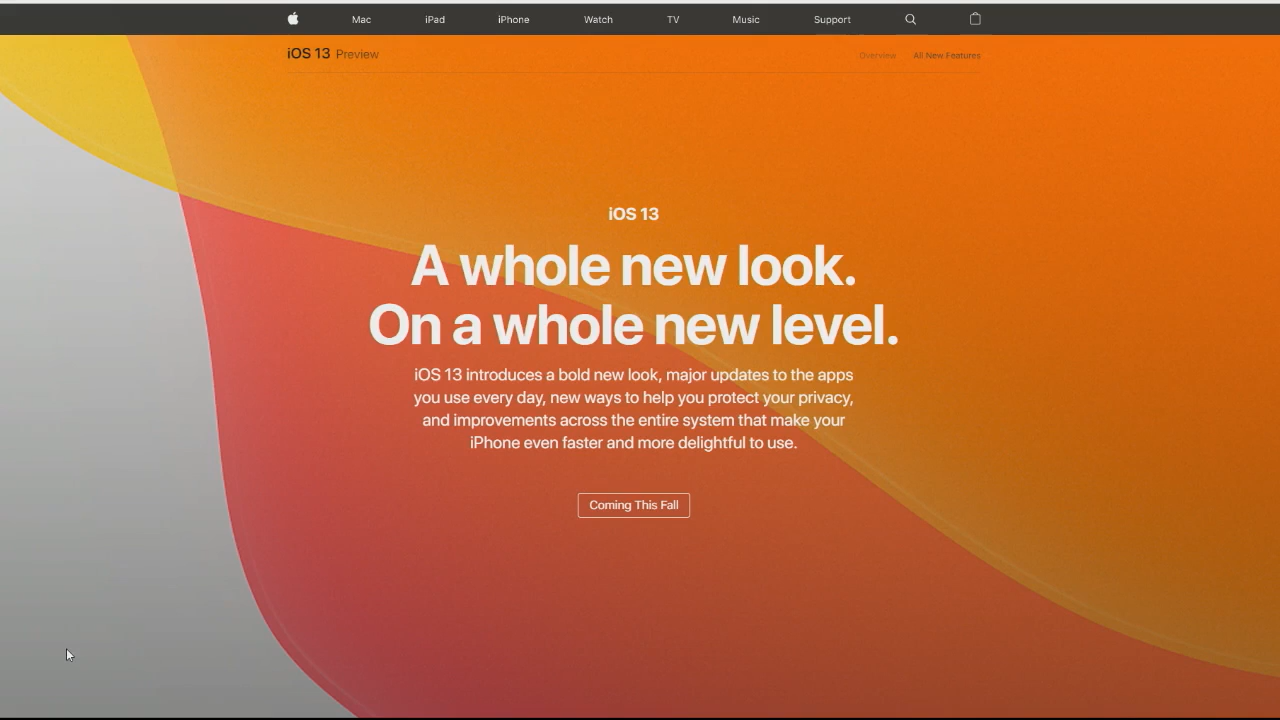 Mac iPad iPhone Watch TV Music Support
iOS 13 Preview Overview All New Features
iOS 13
A whole new look.
On a whole new level.
iOS 13 introduces a bold new look, major updates to the apps
you use every day, new ways to help you protect your privacy,
and improvements across the entire system that make your
iPhone even faster and more delightful to use.
Coming This Fall